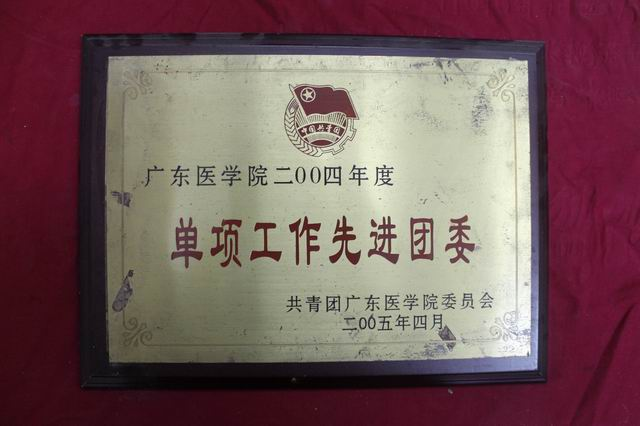 中国共青团
广东医学院二00四年度
单项工作先进团委
共青团广东医学院委员会
二00五年四月